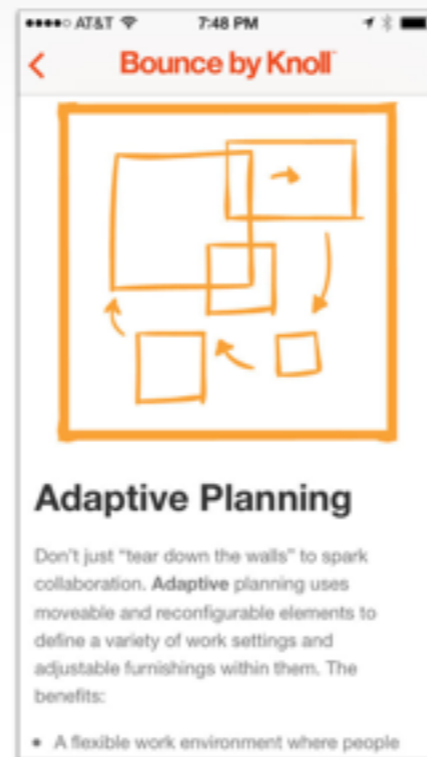 AT&T 7:48 PM
Bounce by Knoll
Adaptive Planning
Don't just "tear down the walls" to spark
collaboration. Adaptive planning uses
moveable and reconfigurable elements to
define a variety of work settings and
adjustable furnishings within them. The
benefits:
• A flexible work environment where people